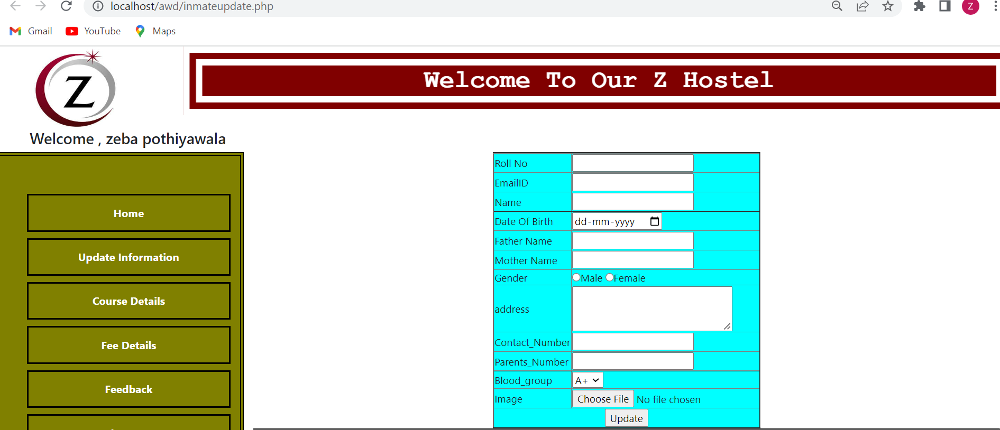 localhost/awd/inmateupdate.php
Z
Gmail YouTube Maps
Z
Welcome To Our Z Hostel
Welcome , zeba pothiyawala
Home
Update Information
Course Details
Fee Details
Feedback
Roll No
EmailID
Name
Date Of Birth dd-mm-yyyy
Father Name
Mother Name
Gender Male Female
address
Contact_Number
Parents_Number
Blood_group A+
Image Choose File No file chosen
Update